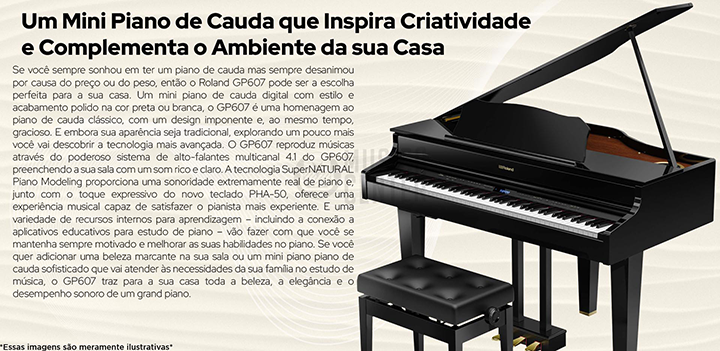 Um Mini Piano de Cauda que Inspira Criatividade
e Complementa o Ambiente da sua Casa
Se você sempre sonhou em ter um piano de cauda mas sempre desanimou
por causa do preço ou do peso, então o Roland GP607 pode ser a escolha
perfeita para a sua casa. Um mini piano de cauda digital com estilo e
acabamento polido na cor preta ou branca, o GP607 é uma homenagem ao
piano de cauda clássico, com um design imponente e, ao mesmo tempo,
gracioso. E embora sua aparência seja tradicional, explorando um pouco mais
você vai descobrir a tecnologia mais avançada. O GP607 reproduz músicas
através do poderoso sistema de alto-falantes multicanal 4.1 do GP607,
preenchendo a sua sala com um som rico e claro. A tecnologia SuperNATURAL
Piano Modeling proporciona uma sonoridade extremamente real de piano e,
junto com o toque expressivo do novo teclado PHA-50, oferece uma
experiência musical capaz de satisfazer o pianista mais experiente. E uma
variedade de recursos internos para aprendizagem – incluindo a conexão a
aplicativos educativos para estudo de piano – vão fazer com que você se
mantenha sempre motivado e melhorar as suas habilidades no piano. Se você
quer adicionar uma beleza marcante na sua sala ou um mini piano piano de
cauda sofisticado que vai atender às necessidades da sua família no estudo de
música, o GP607 traz para a sua casa toda a beleza, a elegância e o
desempenho sonoro de um grand piano.
Roland
*Essas imagens são meramente ilustrativas*